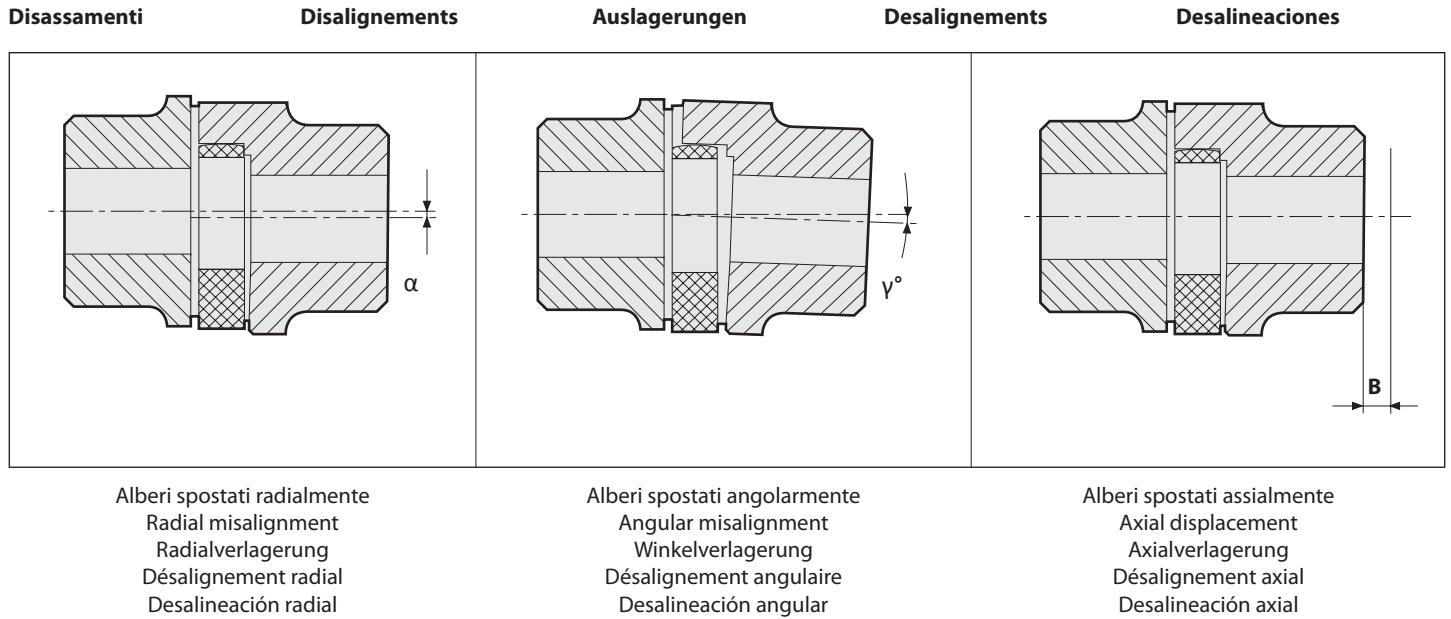 Disassamenti
Disalignements
Auslagerungen
Desalignements
Desalineaciones
α
γ°
B
Alberi spostati radialmente
Radial misalignment
Radialverlagerung
Désalignement radial
Desalineación radial
Alberi spostati angolarmente
Angular misalignment
Winkelverlagerung
Désalignement angulaire
Desalineación angular
Alberi spostati assialmente
Axial displacement
Axialverlagerung
Désalignement axial
Desalineación axial